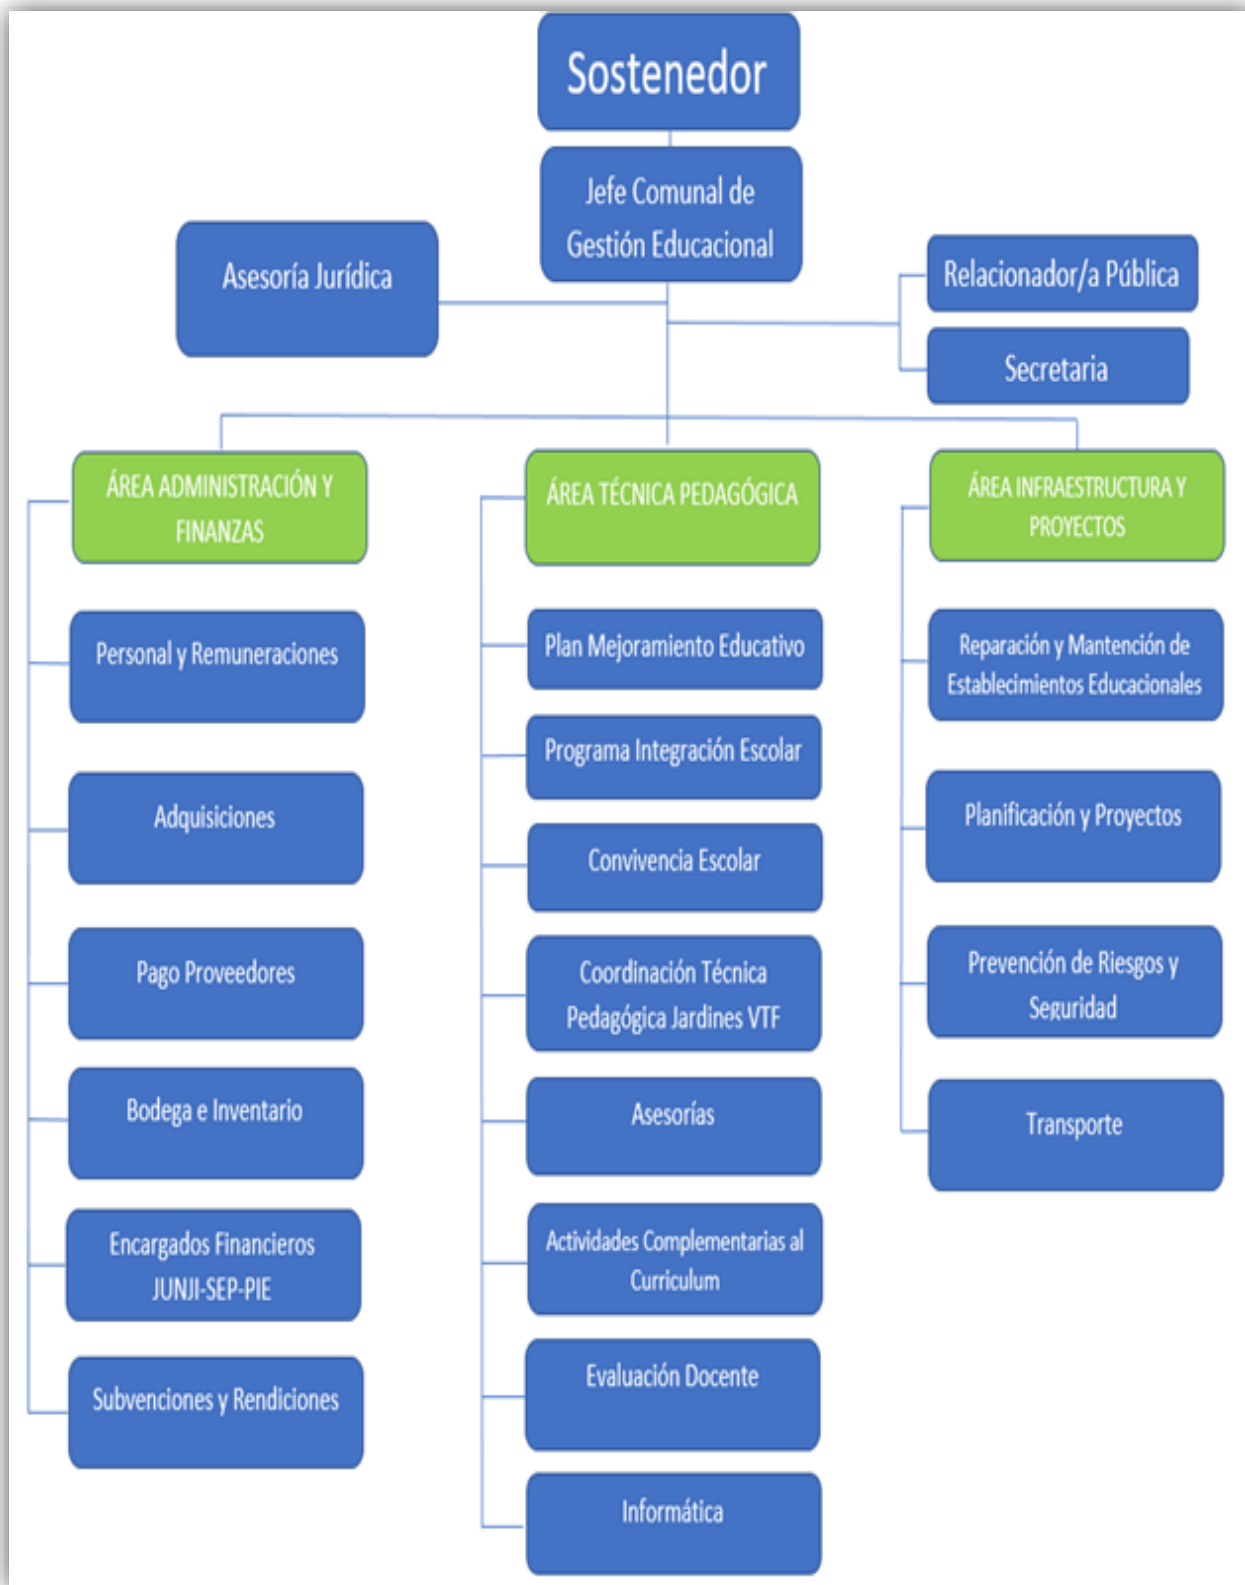 Sostenedor
Jefe Comunal de
Gestión Educacional
Asesoría Jurídica
Relacionador/a Pública
Secretaria
ÁREA ADMINISTRACIÓN Y
FINANZAS
Personal y Remuneraciones
Adquisiciones
Pago Proveedores
Bodega e Inventario
Encargados Financieros
JUNJI-SEP-PIE
Subvenciones y Rendiciones
ÁREA TÉCNICA PEDAGÓGICA
Plan Mejoramiento Educativo
Programa Integración Escolar
Convivencia Escolar
Coordinación Técnica
Pedagógica Jardines VTF
Asesorías
Actividades Complementarias al
Curriculum
Evaluación Docente
Informática
ÁREA INFRAESTRUCTURA Y
PROYECTOS
Reparación y Mantención de
Establecimientos Educacionales
Planificación y Proyectos
Prevención de Riesgos y
Seguridad
Transporte